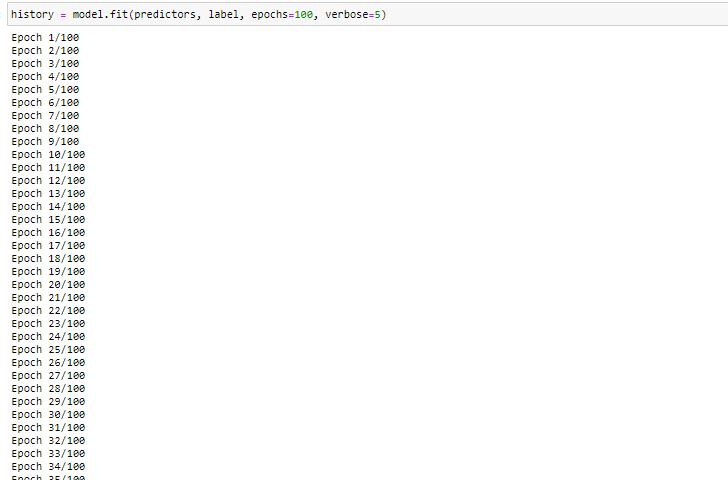 history = model.fit(predictors, label, epochs=100, verbose=5)
Epoch 1/100
Epoch 2/100
Epoch 3/100
Epoch 4/100
Epoch 5/100
Epoch 6/100
Epoch 7/100
Epoch 8/100
Epoch 9/100
Epoch 10/100
Epoch 11/100
Epoch 12/100
Epoch 13/100
Epoch 14/100
Epoch 15/100
Epoch 16/100
Epoch 17/100
Epoch 18/100
Epoch 19/100
Epoch 20/100
Epoch 21/100
Epoch 22/100
Epoch 23/100
Epoch 24/100
Epoch 25/100
Epoch 26/100
Epoch 27/100
Epoch 28/100
Epoch 29/100
Epoch 30/100
Epoch 31/100
Epoch 32/100
Epoch 33/100
Epoch 34/100
Epoch 35/100